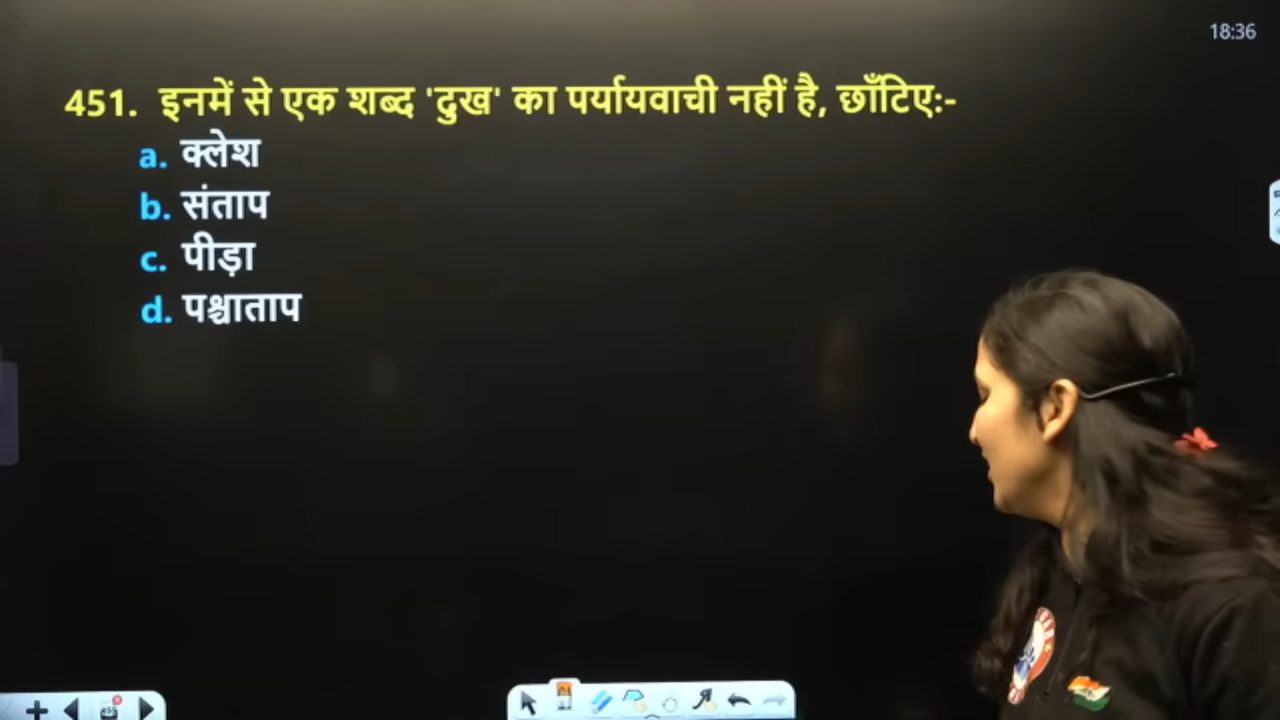 18:36
451. इनमें से एक शब्द 'दुख' का पर्यायवाची नहीं है, छाँटिए:-
a. क्लेश
b. संताप
c. पीड़ा
d. पश्चाताप